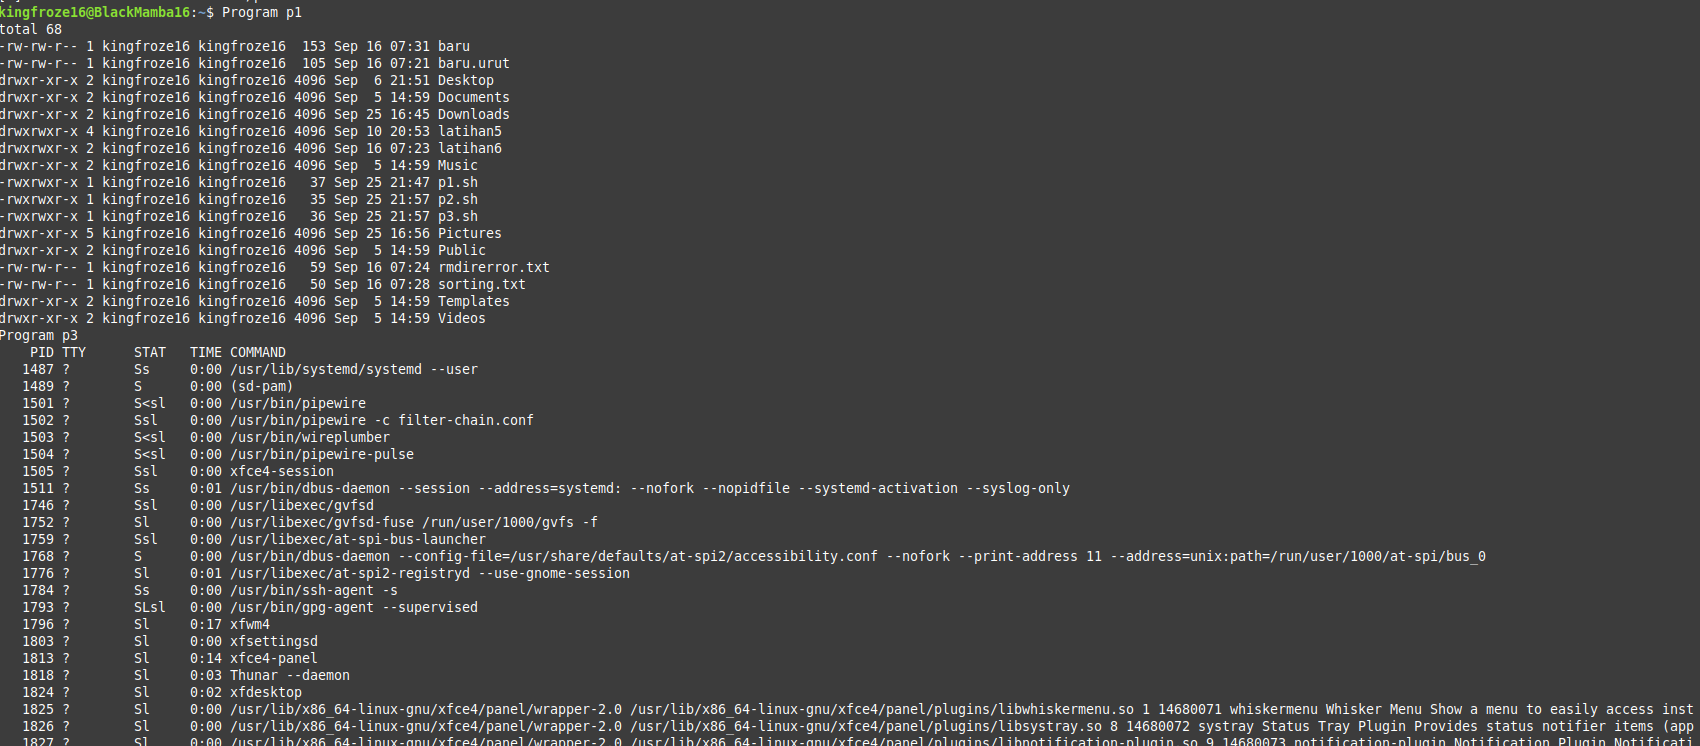 kingfroze16@BlackMamba16:~$ Program p1
total 68
-rw-rw-r-- 1 kingfroze16 kingfroze16  153 Sep 16 07:31 baru
-rw-rw-r-- 1 kingfroze16 kingfroze16  105 Sep 16 07:21 baru.urut
drwxr-xr-x 2 kingfroze16 kingfroze16 4096 Sep  6 21:51 Desktop
drwxr-xr-x 2 kingfroze16 kingfroze16 4096 Sep  5 14:59 Documents
drwxr-xr-x 2 kingfroze16 kingfroze16 4096 Sep 25 16:45 Downloads
drwxrwxr-x 4 kingfroze16 kingfroze16 4096 Sep 10 20:53 latihan5
drwxrwxr-x 2 kingfroze16 kingfroze16 4096 Sep 16 07:23 latihan6
drwxr-xr-x 2 kingfroze16 kingfroze16 4096 Sep  5 14:59 Music
-rwxrwxr-x 1 kingfroze16 kingfroze16   37 Sep 25 21:47 p1.sh
-rwxrwxr-x 1 kingfroze16 kingfroze16   35 Sep 25 21:57 p2.sh
-rwxrwxr-x 1 kingfroze16 kingfroze16   36 Sep 25 21:57 p3.sh
drwxr-xr-x 5 kingfroze16 kingfroze16 4096 Sep 25 16:56 Pictures
drwxr-xr-x 2 kingfroze16 kingfroze16 4096 Sep  5 14:59 Public
-rw-rw-r-- 1 kingfroze16 kingfroze16   59 Sep 16 07:24 rmdirerror.txt
-rw-rw-r-- 1 kingfroze16 kingfroze16   50 Sep 16 07:28 sorting.txt
drwxr-xr-x 2 kingfroze16 kingfroze16 4096 Sep  5 14:59 Templates
drwxr-xr-x 2 kingfroze16 kingfroze16 4096 Sep  5 14:59 Videos
Program p3
    PID TTY      STAT   TIME COMMAND
   1487 ?        Ss     0:00 /usr/lib/systemd/systemd --user
   1489 ?        S      0:00 (sd-pam)
   1501 ?        S<sl   0:00 /usr/bin/pipewire
   1502 ?        Ssl    0:00 /usr/bin/pipewire -c filter-chain.conf
   1503 ?        S<sl   0:00 /usr/bin/wireplumber
   1504 ?        S<sl   0:00 /usr/bin/pipewire-pulse
   1505 ?        Ssl    0:00 xfce4-session
   1511 ?        Ss     0:01 /usr/bin/dbus-daemon --session --address=systemd: --nofork --nopidfile --systemd-activation --syslog-only
   1746 ?        Ssl    0:00 /usr/libexec/gvfsd
   1752 ?        Sl     0:00 /usr/libexec/gvfsd-fuse /run/user/1000/gvfs -f
   1759 ?        Ssl    0:00 /usr/libexec/at-spi-bus-launcher
   1768 ?        S      0:00 /usr/bin/dbus-daemon --config-file=/usr/share/defaults/at-spi2/accessibility.conf --nofork --print-address 11 --address=unix:path=/run/user/1000/at-spi/bus_0
   1776 ?        Sl     0:01 /usr/libexec/at-spi2-registryd --use-gnome-session
   1784 ?        Ss     0:00 /usr/bin/ssh-agent -s
   1793 ?        SLsl   0:00 /usr/bin/gpg-agent --supervised
   1796 ?        Sl     0:17 xfwm4
   1803 ?        Sl     0:00 xfsettingsd
   1813 ?        Sl     0:14 xfce4-panel
   1818 ?        Sl     0:03 Thunar --daemon
   1824 ?        Sl     0:02 xfdesktop
   1825 ?        Sl     0:00 /usr/lib/x86_64-linux-gnu/xfce4/panel/wrapper-2.0 /usr/lib/x86_64-linux-gnu/xfce4/panel/plugins/libwhiskermenu.so 1 14680071 whiskermenu Whisker Menu Show a menu to easily access inst
   1826 ?        Sl     0:00 /usr/lib/x86_64-linux-gnu/xfce4/panel/wrapper-2.0 /usr/lib/x86_64-linux-gnu/xfce4/panel/plugins/libsystray.so 8 14680072 systray Status Tray Plugin Provides status notifier items (app
   1827 ?        Sl     0:00 /usr/lib/x86_64-linux-gnu/xfce4/panel/wrapper-2.0 /usr/lib/x86_64-linux-gnu/xfce4/panel/plugins/libnotification-plugin.so 9 14680073 notification-plugin Notification Plugin Notificati